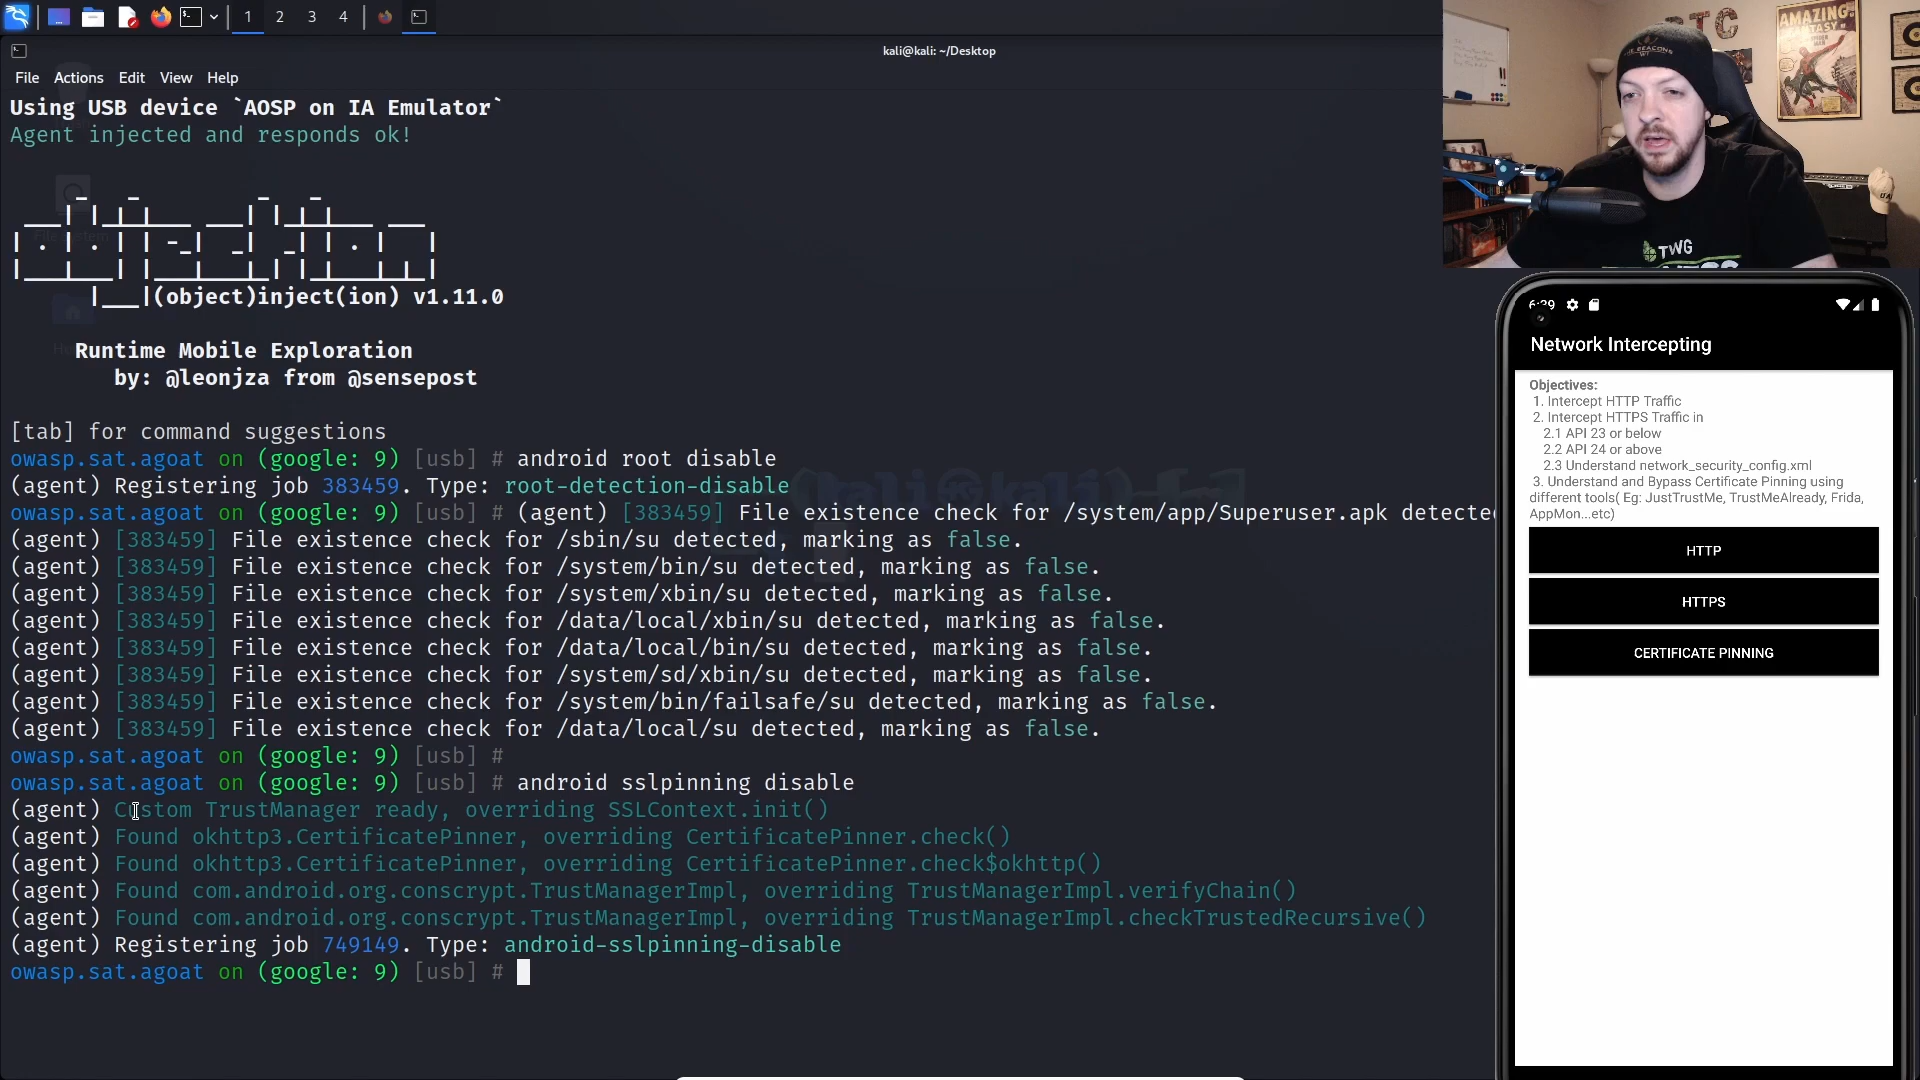 1 2 3 4
kali@kali: ~/Desktop
File Actions Edit View Help
Using USB device `AOSP on IA Emulator`
Agent injected and responds ok!
|___|(object)inject(ion) v1.11.0
Runtime Mobile Exploration
by: @leonjza from @sensepost
[tab] for command suggestions
owasp.sat.agoat on (google: 9) [usb] # android root disable
(agent) Registering job 383459. Type: root-detection-disable
owasp.sat.agoat on (google: 9) [usb] # (agent) [383459] File existence check for /system/app/Superuser.apk detected
(agent) [383459] File existence check for /sbin/su detected, marking as false.
(agent) [383459] File existence check for /system/bin/su detected, marking as false.
(agent) [383459] File existence check for /system/xbin/su detected, marking as false.
(agent) [383459] File existence check for /data/local/xbin/su detected, marking as false.
(agent) [383459] File existence check for /data/local/bin/su detected, marking as false.
(agent) [383459] File existence check for /system/sd/xbin/su detected, marking as false.
(agent) [383459] File existence check for /system/bin/failsafe/su detected, marking as false.
(agent) [383459] File existence check for /data/local/su detected, marking as false.
owasp.sat.agoat on (google: 9) [usb] #
owasp.sat.agoat on (google: 9) [usb] # android sslpinning disable
(agent) Custom TrustManager ready, overriding SSLContext.init()
(agent) Found okhttp3.CertificatePinner, overriding CertificatePinner.check()
(agent) Found okhttp3.CertificatePinner, overriding CertificatePinner.check$okhttp()
(agent) Found com.android.org.conscrypt.TrustManagerImpl, overriding TrustManagerImpl.verifyChain()
(agent) Found com.android.org.conscrypt.TrustManagerImpl, overriding TrustManagerImpl.checkTrustedRecursive()
(agent) Registering job 749149. Type: android-sslpinning-disable
owasp.sat.agoat on (google: 9) [usb] #
AMAZING
TWG
6:29
Network Intercepting
Objectives:
1. Intercept HTTP Traffic
2. Intercept HTTPS Traffic in
2.1 API 23 or below
2.2 API 24 or above
2.3 Understand network_security_config.xml
3. Understand and Bypass Certificate Pinning using
different tools( Eg: JustTrustMe, TrustMeAlready, Frida,
AppMon...etc)
HTTP
HTTPS
CERTIFICATE PINNING